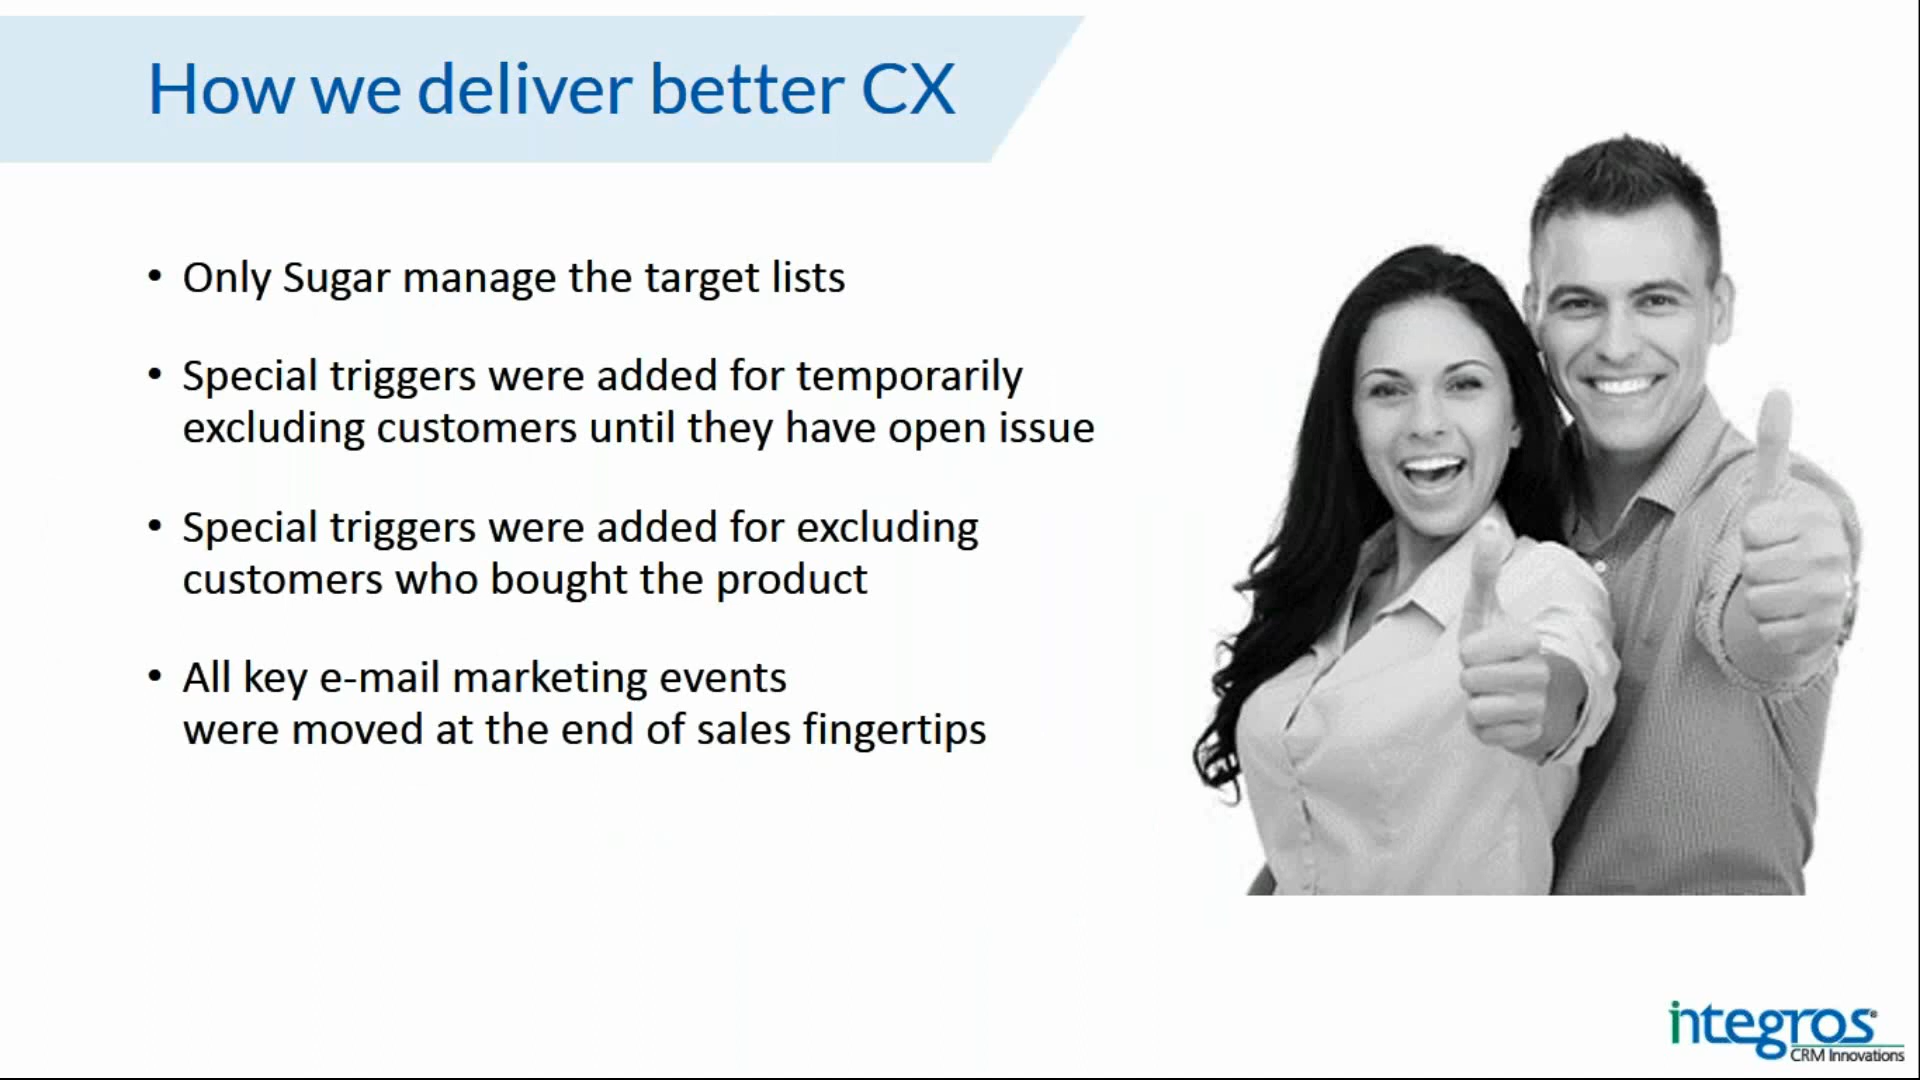 How we deliver better CX
• Only Sugar manage the target lists
• Special triggers were added for temporarily
excluding customers until they have open issue
• Special triggers were added for excluding
customers who bought the product
• All key e-mail marketing events
were moved at the end of sales fingertips
integros®
CRM Innovations